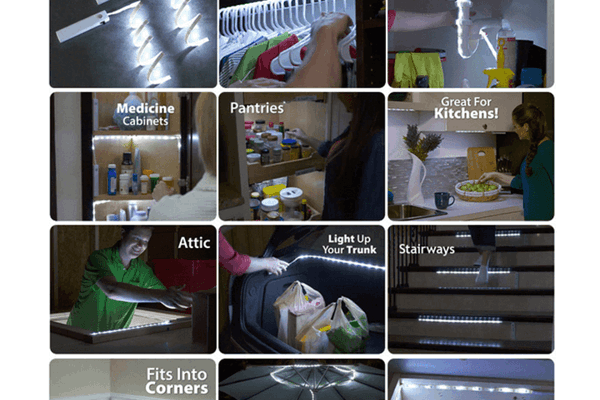 Medicine
Cabinets
Pantries
Great For
Kitchens!
Attic
Light Up
Your Trunk
Stairways
Fits Into
Corners